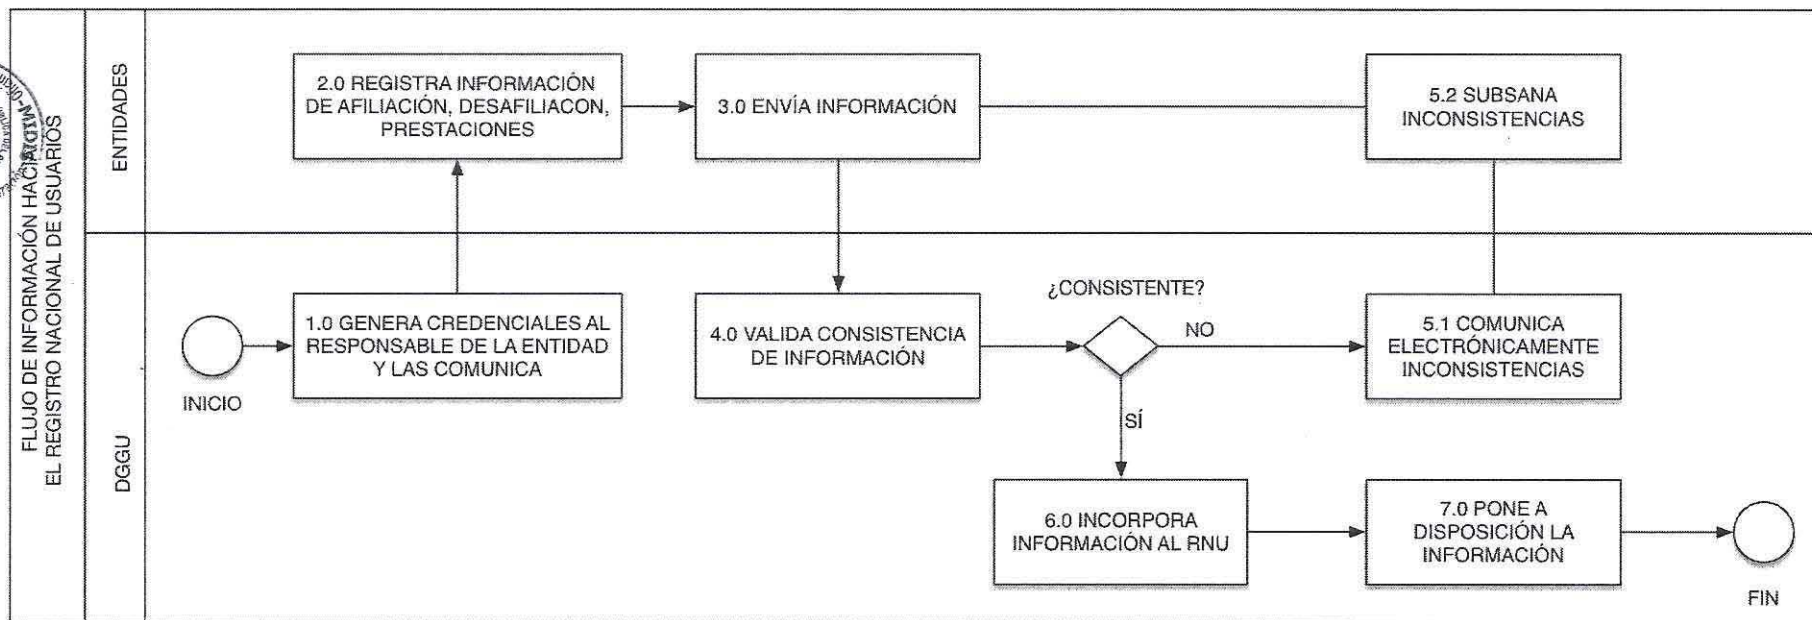 FLUJO DE INFORMACIÓN HACIA
EL REGISTRO NACIONAL DE USUARIOS
ENTIDADES
2.0 REGISTRA INFORMACIÓN
DE AFILIACIÓN, DESAFILIACON,
PRESTACIONES
3.0 ENVÍA INFORMACIÓN
5.2 SUBSANA
INCONSISTENCIAS
DGGU
INICIO
1.0 GENERA CREDENCIALES AL
RESPONSABLE DE LA ENTIDAD
Y LAS COMUNICA
4.0 VALIDA CONSISTENCIA
DE INFORMACIÓN
¿CONSISTENTE?
NO
SÍ
5.1 COMUNICA
ELECTRÓNICAMENTE
INCONSISTENCIAS
6.0 INCORPORA
INFORMACIÓN AL RNU
7.0 PONE A
DISPOSICIÓN LA
INFORMACIÓN
FIN